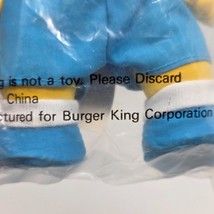 is not a toy. Please Discard
China
ctured for Burger King Corporation